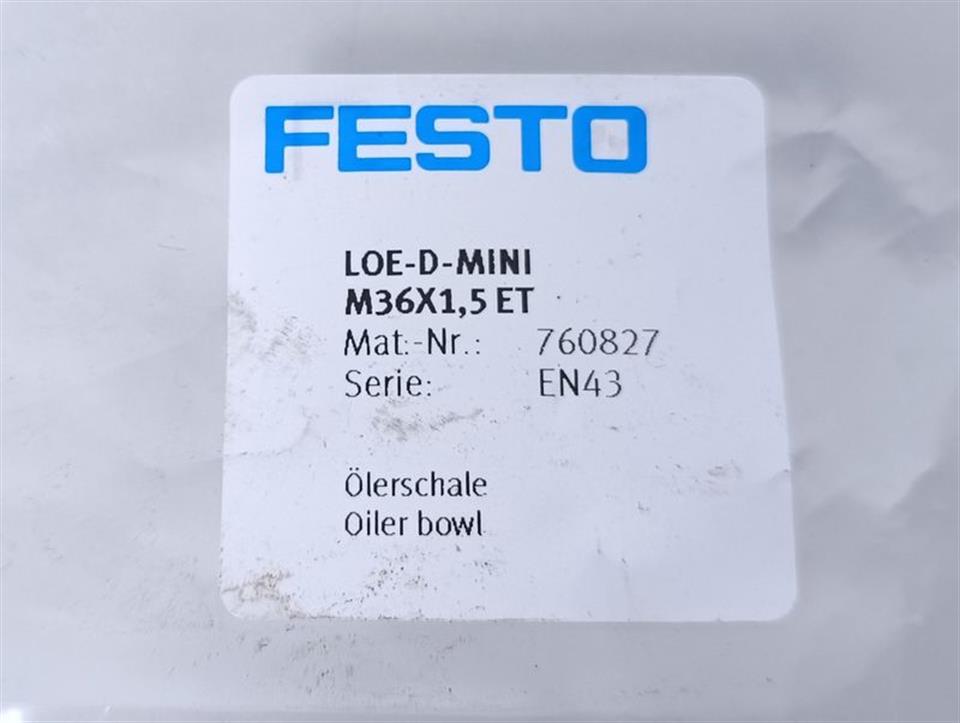 FESTO
LOE-D-MINI
M36X1,5 ET
Mat.-Nr.: 760827
Serie: EN43
Ölerschale
Oiler bowl